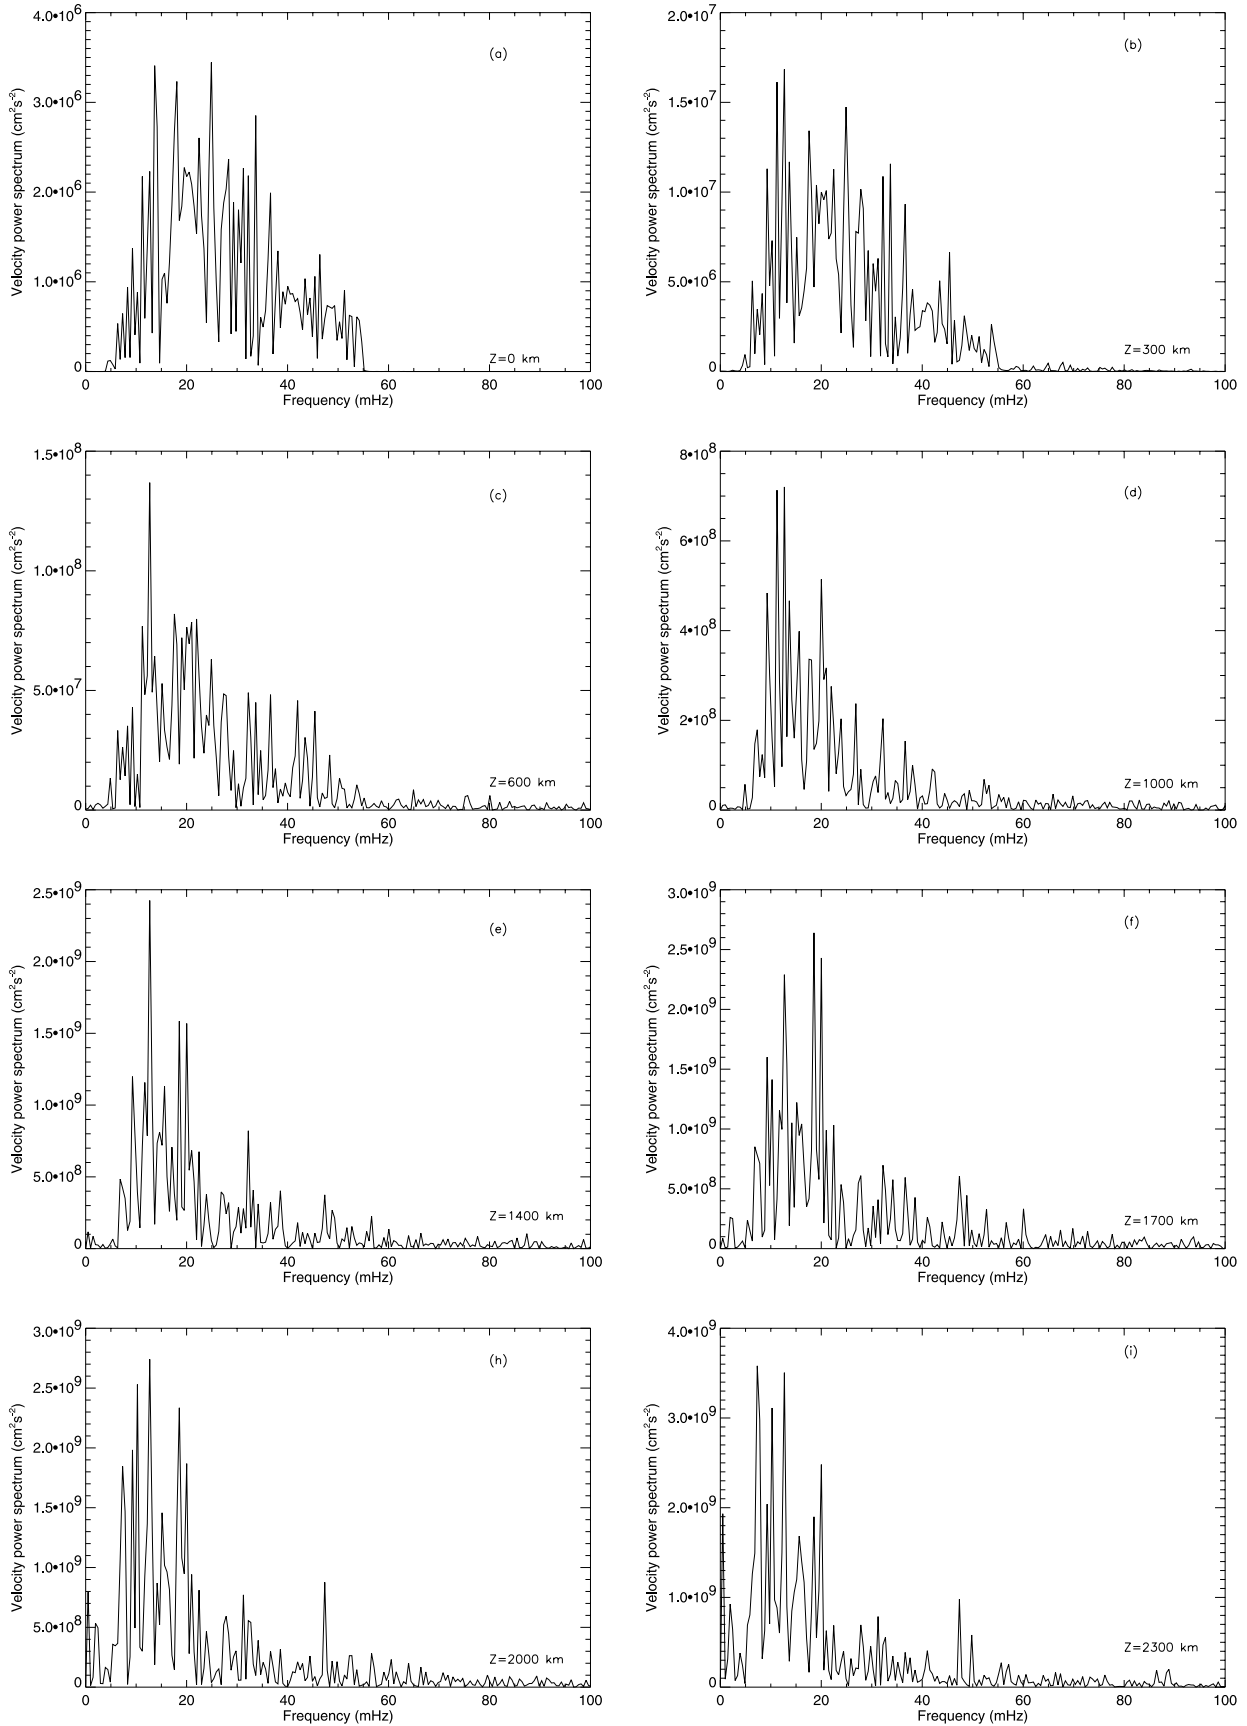 4.0•10⁶
3.0•10⁶
2.0•10⁶
1.0•10⁶
0
Velocity power spectrum (cm²s⁻²)
(a)
Z=0 km
0 20 40 60 80 100
Frequency (mHz)
2.0•10⁷
1.5•10⁷
1.0•10⁷
5.0•10⁶
0
Velocity power spectrum (cm²s⁻²)
(b)
Z=300 km
0 20 40 60 80 100
Frequency (mHz)
1.5•10⁸
1.0•10⁸
5.0•10⁷
0
Velocity power spectrum (cm²s⁻²)
(c)
Z=600 km
0 20 40 60 80 100
Frequency (mHz)
8•10⁸
6•10⁸
4•10⁸
2•10⁸
0
Velocity power spectrum (cm²s⁻²)
(d)
Z=1000 km
0 20 40 60 80 100
Frequency (mHz)
2.5•10⁹
2.0•10⁹
1.5•10⁹
1.0•10⁹
5.0•10⁸
0
Velocity power spectrum (cm²s⁻²)
(e)
Z=1400 km
0 20 40 60 80 100
Frequency (mHz)
3.0•10⁹
2.5•10⁹
2.0•10⁹
1.5•10⁹
1.0•10⁹
5.0•10⁸
0
Velocity power spectrum (cm²s⁻²)
(f)
Z=1700 km
0 20 40 60 80 100
Frequency (mHz)
3.0•10⁹
2.5•10⁹
2.0•10⁹
1.5•10⁹
1.0•10⁹
5.0•10⁸
0
Velocity power spectrum (cm²s⁻²)
(h)
Z=2000 km
0 20 40 60 80 100
Frequency (mHz)
4.0•10⁹
3.0•10⁹
2.0•10⁹
1.0•10⁹
0
Velocity power spectrum (cm²s⁻²)
(i)
Z=2300 km
0 20 40 60 80 100
Frequency (mHz)